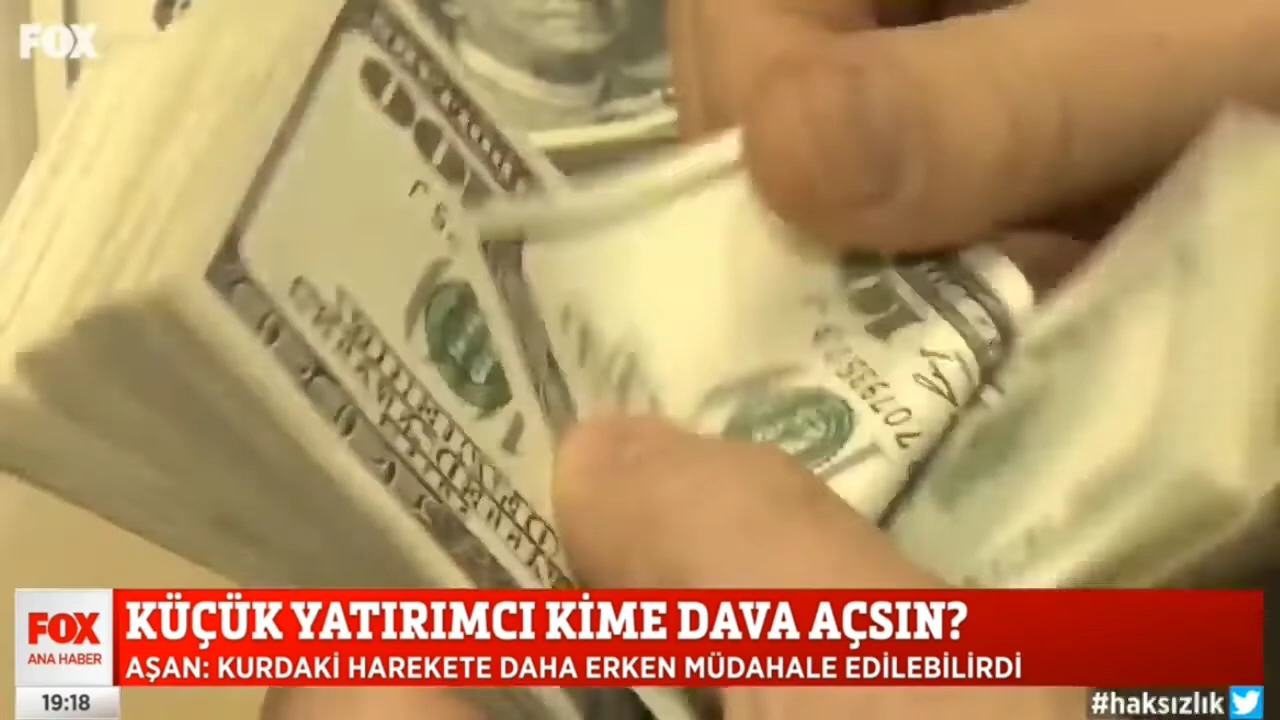 FOX
KÜÇÜK YATIRIMCI KİME DAVA AÇSIN?
FOX
ANA HABER
AŞAN: KURDAKİ HAREKETE DAHA ERKEN MÜDAHALE EDİLEBİLİRDİ
19:18
#haksızlık